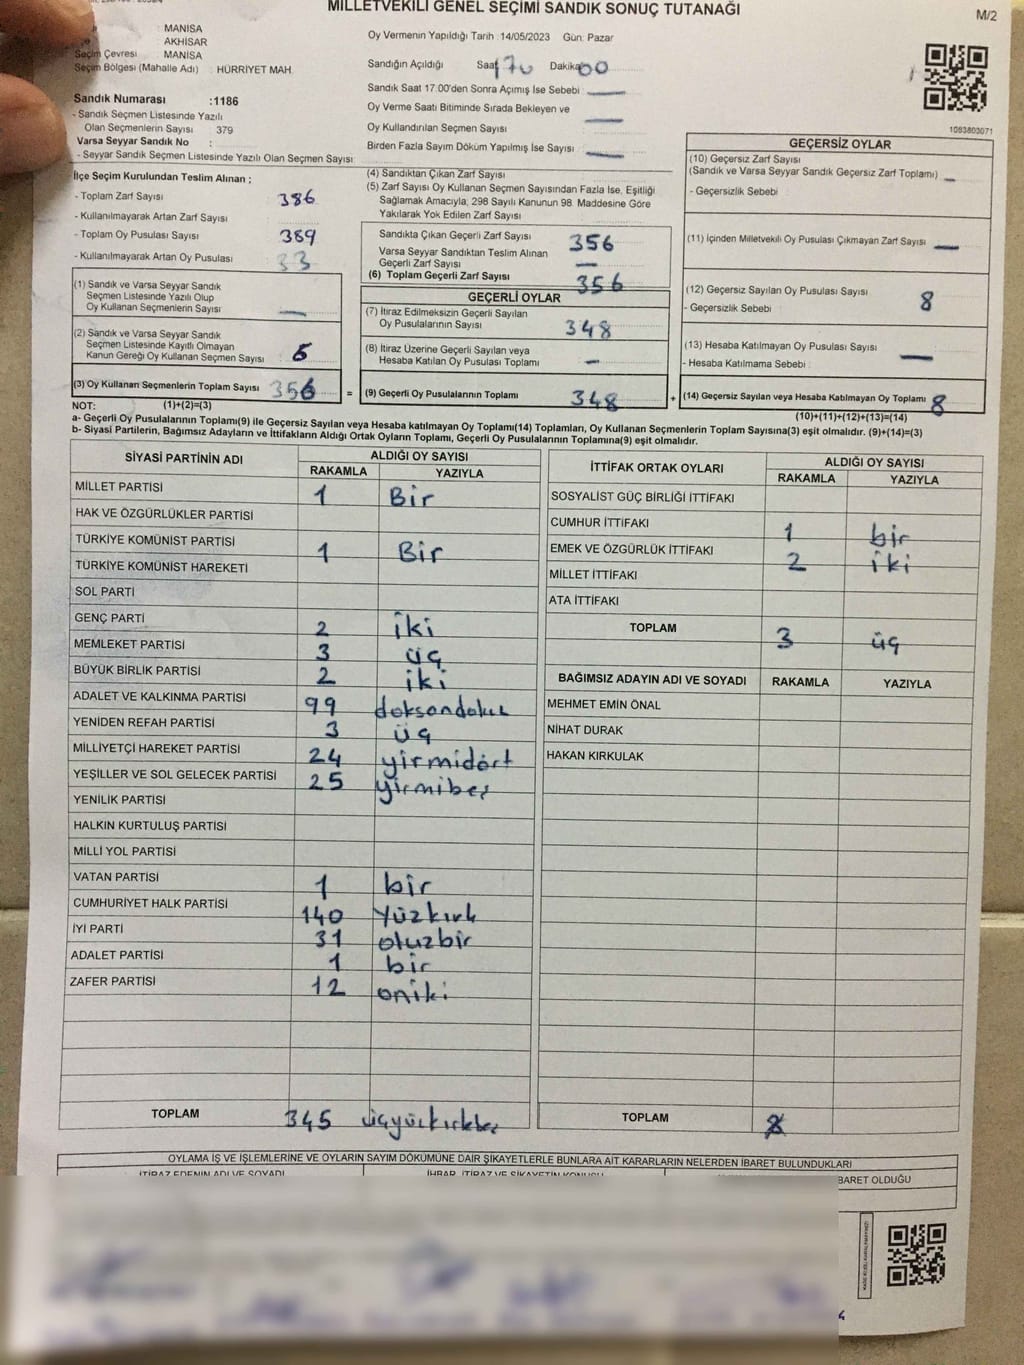 MİLLETVEKİLİ GENEL SEÇİMİ SANDIK SONUÇ TUTANAĞI
M/2
MANİSA
AKHİSAR
Seçim Çevresi MANİSA
Seçim Bölgesi (Mahalle Adı) : HÜRRİYET MAH.
Sandık Numarası :1186
- Sandık Seçmen Listesinde Yazılı
Olan Seçmenlerin Sayısı 379
Varsa Seyyar Sandık No :
- Seyyar Sandık Seçmen Listesinde Yazılı Olan Seçmen Sayısı
Oy Vermenin Yapıldığı Tarih :14/05/2023 Gün: Pazar
Sandığın Açıldığı Saat 17 Dakika 00
Sandık Saat 17.00'den Sonra Açımış İse Sebebi :
Oy Verme Saati Bitiminde Sırada Bekleyen ve
Oy Kullandırılan Seçmen Sayısı
Birden Fazla Sayım Döküm Yapılmış İse Sayısı
1083803071
İlçe Seçim Kurulundan Teslim Alınan ;
- Toplam Zarf Sayısı 386
- Kullanılmayarak Artan Zarf Sayısı
- Toplam Oy Pusulası Sayısı 389
- Kullanılmayarak Artan Oy Pusulası 33
(1) Sandık ve Varsa Seyyar Sandık
Seçmen Listesinde Yazılı Olup
Oy Kullanan Seçmenlerin Sayısı
(2) Sandık ve Varsa Seyyar Sandık
Seçmen Listesinde Kayıtlı Olmayan
Kanun Gereği Oy Kullanan Seçmen Sayısı 5
(3) Oy Kullanan Seçmenlerin Toplam Sayısı 356 =
(4) Sandıktan Çıkan Zarf Sayısı
(5) Zarf Sayısı Oy Kullanan Seçmen Sayısından Fazla İse, Eşitliği
Sağlamak Amacıyla; 298 Sayılı Kanunun 98. Maddesine Göre
Yakılarak Yok Edilen Zarf Sayısı
Sandıkta Çıkan Geçerli Zarf Sayısı 356
Varsa Seyyar Sandıktan Teslim Alınan
Geçerli Zarf Sayısı
(6) Toplam Geçerli Zarf Sayısı 356
GEÇERLİ OYLAR
(7) İtiraz Edilmeksizin Geçerli Sayılan
Oy Pusulalarının Sayısı 348
(8) İtiraz Üzerine Geçerli Sayılan veya
Hesaba Katılan Oy Pusulası Toplamı –
(9) Geçerli Oy Pusulalarının Toplamı 348 +
GEÇERSİZ OYLAR
(10) Geçersiz Zarf Sayısı
(Sandık ve Varsa Seyyar Sandık Geçersiz Zarf Toplamı)
- Geçersizlik Sebebi :
(11) İçinden Milletvekili Oy Pusulası Çıkmayan Zarf Sayısı
(12) Geçersiz Sayılan Oy Pusulası Sayısı 8
- Geçersizlik Sebebi :
(13) Hesaba Katılmayan Oy Pusulası Sayısı
- Hesaba Katılmama Sebebi :
(14) Geçersiz Sayılan veya Hesaba Katılmayan Oy Toplamı 8
NOT: (1)+(2)=(3) (10)+(11)+(12)+(13)=(14)
a- Geçerli Oy Pusulalarının Toplamı(9) ile Geçersiz Sayılan veya Hesaba katılmayan Oy Toplamı(14) Toplamları, Oy Kullanan Seçmenlerin Toplam Sayısına(3) eşit olmalıdır. (9)+(14)=(3)
b- Siyasi Partilerin, Bağımsız Adayların ve İttifakların Aldığı Ortak Oyların Toplamı, Geçerli Oy Pusulalarının Toplamına(9) eşit olmalıdır.
SİYASİ PARTİNİN ADI ALDIĞI OY SAYISI
RAKAMLA YAZIYLA
MİLLET PARTİSİ 1 Bir
HAK VE ÖZGÜRLÜKLER PARTİSİ
TÜRKİYE KOMÜNİST PARTİSİ 1 Bir
TÜRKİYE KOMÜNİST HAREKETİ
SOL PARTİ
GENÇ PARTİ 2 iki
MEMLEKET PARTİSİ 3 üç
BÜYÜK BİRLİK PARTİSİ 2 iki
ADALET VE KALKINMA PARTİSİ 99 doksandokuz
YENİDEN REFAH PARTİSİ 3 üç
MİLLİYETÇİ HAREKET PARTİSİ 24 yirmidört
YEŞİLLER VE SOL GELECEK PARTİSİ 25 yirmibeş
YENİLİK PARTİSİ
HALKIN KURTULUŞ PARTİSİ
MİLLİ YOL PARTİSİ
VATAN PARTİSİ 1 bir
CUMHURİYET HALK PARTİSİ 140 Yüzkırk
İYİ PARTİ 31 otuzbir
ADALET PARTİSİ 1 bir
ZAFER PARTİSİ 12 oniki
TOPLAM 345 üçyüzkırkbeş
İTTİFAK ORTAK OYLARI ALDIĞI OY SAYISI
RAKAMLA YAZIYLA
SOSYALİST GÜÇ BİRLİĞİ İTTİFAKI
CUMHUR İTTİFAKI 1 bir
EMEK VE ÖZGÜRLÜK İTTİFAKI 2 iki
MİLLET İTTİFAKI
ATA İTTİFAKI
TOPLAM 3 üç
BAĞIMSIZ ADAYIN ADI VE SOYADI RAKAMLA YAZIYLA
MEHMET EMİN ÖNAL
NİHAT DURAK
HAKAN KIRKULAK
TOPLAM
OYLAMA İŞ VE İŞLEMLERİNE VE OYLARIN SAYIM DÖKÜMÜNE DAİR ŞİKAYETLERLE BUNLARA AİT KARARLARIN NELERDEN İBARET BULUNDUKLARI
İTİRAZ EDENİN ADI VE SOYADI İHBAR, İTİRAZ VE ŞİKAYETİN KONUSU BARET OLDUĞU